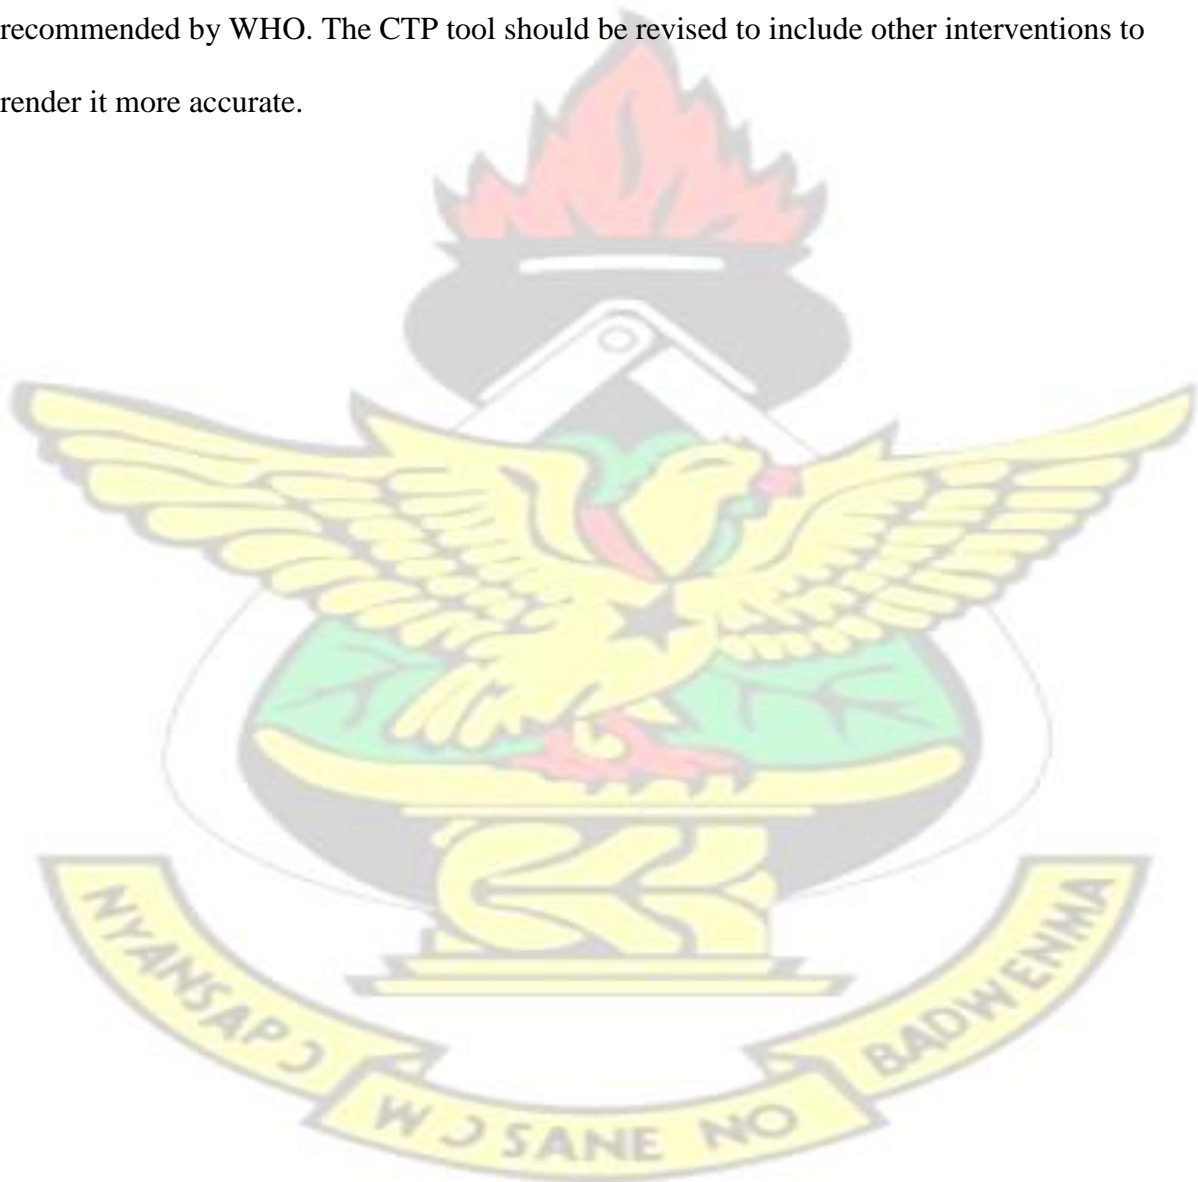 recommended by WHO. The CTP tool should be revised to include other interventions to
render it more accurate.
NYANSAPƆ
WƆSANE NO
BADWENMA